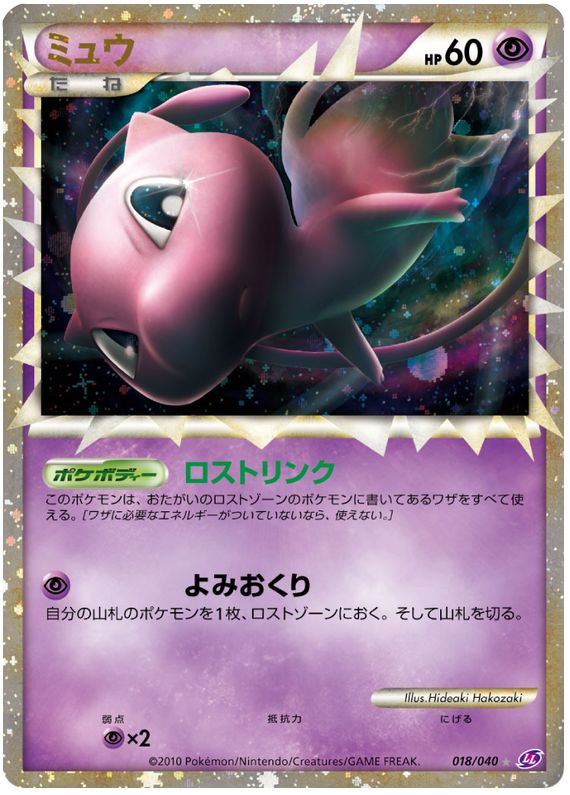 ミュウ
HP60
たね
ポケボディー ロストリンク
このポケモンは、おたがいのロストゾーンのポケモンに書いてあるワザをすべて使
える。[ワザに必要なエネルギーがついていないなら、使えない。]
よみおくり
自分の山札のポケモンを1枚、ロストゾーンにおく。そして山札を切る。
Illus.Hideaki Hakozaki
弱点 抵抗力 にげる
×2
©2010 Pokémon/Nintendo/Creatures/GAME FREAK. 018/040 LL